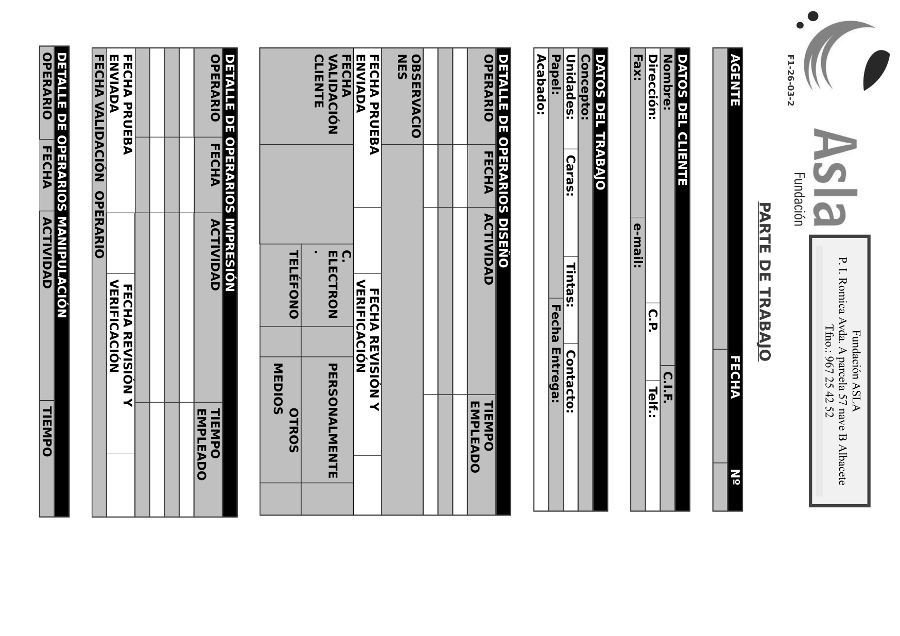 Asla
Fundación
F1-26-03-2
Fundación ASLA
P. I. Romica Avda. A parcela 57 nave B Albacete
Tfno.: 967 25 42 52
PARTE DE TRABAJO
AGENTE FECHA Nº
DATOS DEL CLIENTE
Nombre: C.I.F.
Dirección: C.P. Telf.:
Fax: e-mail:
DATOS DEL TRABAJO
Concepto:
Unidades: Caras: Tintas: Contacto:
Papel: Fecha Entrega:
Acabado:
DETALLE DE OPERARIOS DISEÑO
OPERARIO FECHA ACTIVIDAD TIEMPO
EMPLEADO
OBSERVACIO
NES
FECHA PRUEBA
ENVIADA
FECHA REVISIÓN Y
VERIFICACIÓN
FECHA
VALIDACIÓN
CLIENTE
C.
ELECTRON
.
PERSONALMENTE
TELÉFONO
OTROS
MEDIOS
DETALLE DE OPERARIOS IMPRESIÓN
OPERARIO FECHA ACTIVIDAD TIEMPO
EMPLEADO
FECHA PRUEBA
ENVIADA
FECHA REVISIÓN Y
VERIFICACIÓN
FECHA VALIDACIÓN OPERARIO
DETALLE DE OPERARIOS MANIPULACIÓN
OPERARIO FECHA ACTIVIDAD TIEMPO